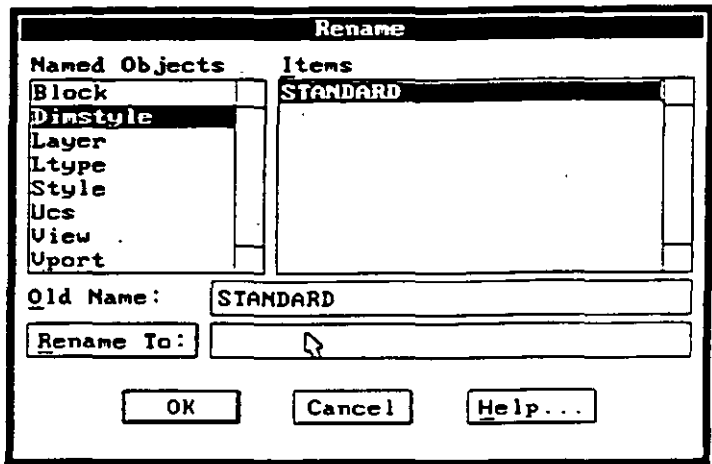 Rename
Named Objects
Items
Block
Dimstyle
Layer
Ltype
Style
Ucs
View
Vport
STANDARD
Old Name:
STANDARD
Rename To:
OK
Cancel
Help...